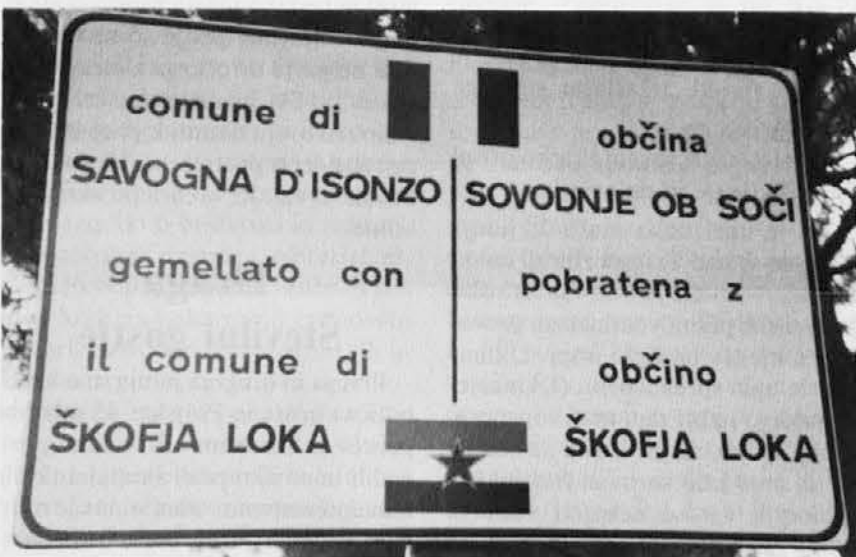 comune di
SAVOGNA D'ISONZO
gemellato con
il comune di
ŠKOFJA LOKA
občina
SOVODNJE OB SOČI
pobratena z
občino
ŠKOFJA LOKA